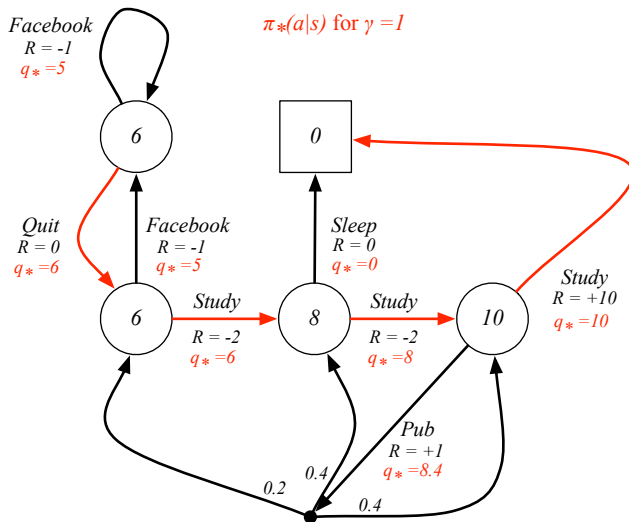 Facebook
R = -1
q* =5
π*(a|s) for γ =1
6
0
Quit
R = 0
q* =6
Facebook
R = -1
q* =5
Sleep
R = 0
q* =0
Study
R = +10
q* =10
6
Study
R = -2
q* =6
8
Study
R = -2
q* =8
10
Pub
R = +1
q* =8.4
0.2
0.4
0.4